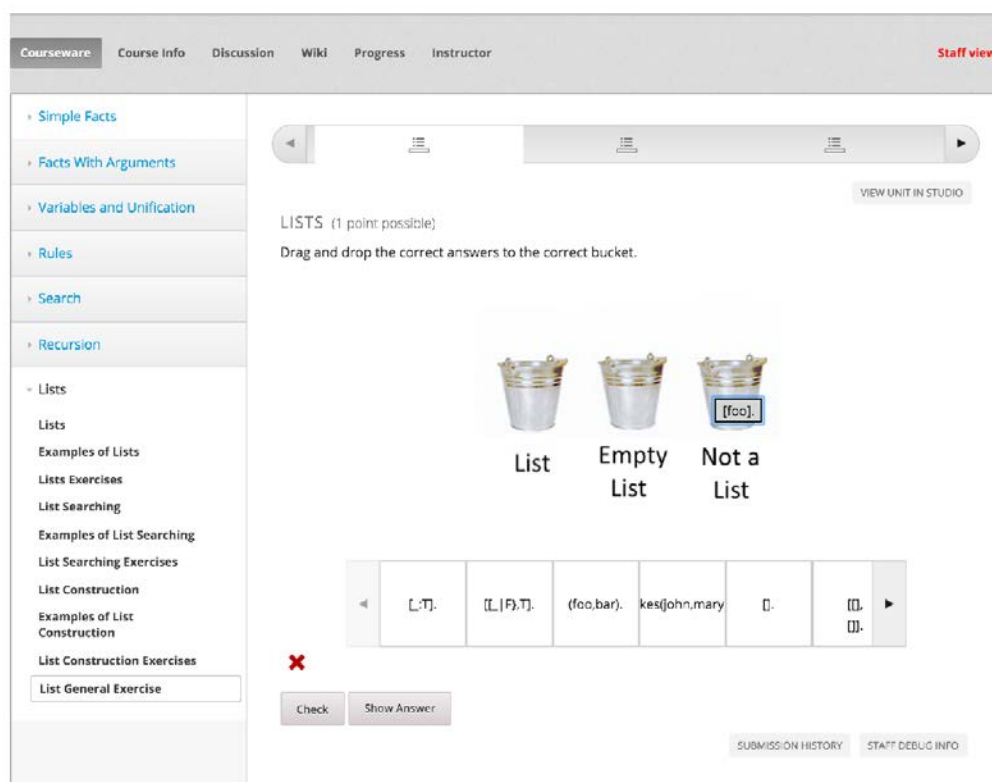 Courseware Course Info Discussion Wiki Progress Instructor Staff view
Simple Facts
Facts With Arguments
Variables and Unification
Rules
Search
Recursion
Lists
Lists
Examples of Lists
Lists Exercises
List Searching
Examples of List Searching
List Searching Exercises
List Construction
Examples of List
Construction
List Construction Exercises
List General Exercise
VIEW UNIT IN STUDIO
LISTS (1 point possible)
Drag and drop the correct answers to the correct bucket.
[foo].
List
Empty
List
Not a
List
[_:T]. [[_|F},T]. (foo,bar). kes(john,mary []. [[],
[]].
Check Show Answer
SUBMISSION HISTORY STAFF DEBUG INFO